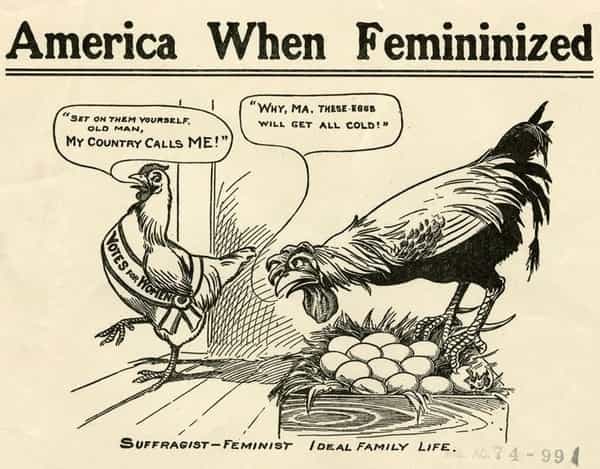 America When Femininized
"SET ON THEM YOURSELF,
OLD MAN,
MY COUNTRY CALLS ME!"
"WHY, MA, THESE EGGS
WILL GET ALL COLD!"
VOTES FOR WOMEN
SUFFRAGIST—FEMINIST IDEAL FAMILY LIFE.
74-991